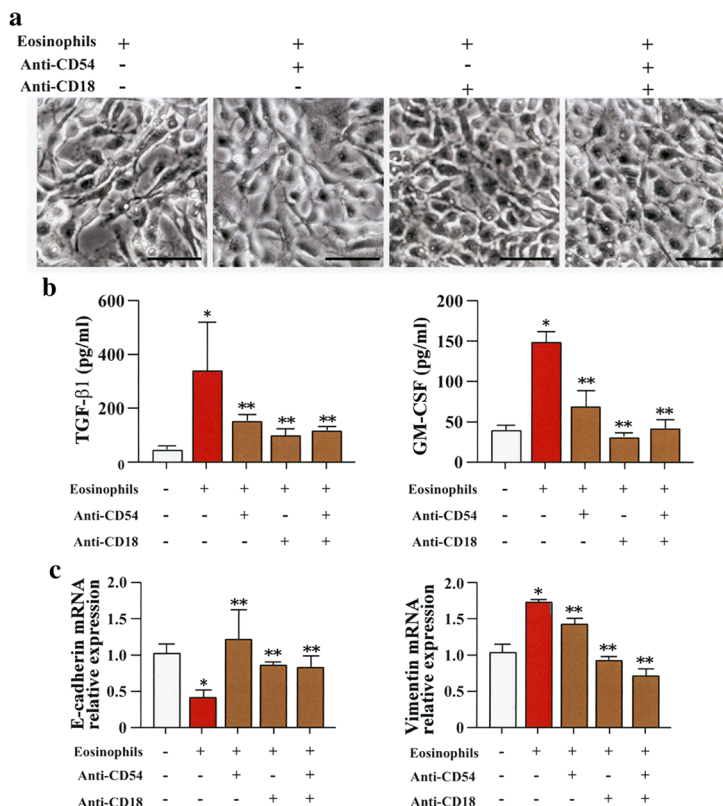 a
Eosinophils + + + +
Anti-CD54 - + - +
Anti-CD18 - - + +
b
TGF-β1 (pg/ml)
600
400
200
0
* ** ** **
Eosinophils - + + + +
Anti-CD54 - - + - +
Anti-CD18 - - - + +
GM-CSF (pg/ml)
200
150
100
50
0
* ** ** **
Eosinophils - + + + +
Anti-CD54 - - + - +
Anti-CD18 - - - + +
c
E-cadherin mRNA
relative expression
2.0
1.5
1.0
0.5
0.0
* ** ** **
Eosinophils - + + + +
Anti-CD54 - - + - +
Anti-CD18 - - - + +
Vimentin mRNA
relative expression
2.0
1.5
1.0
0.5
0.0
* ** ** **
Eosinophils - + + + +
Anti-CD54 - - + - +
Anti-CD18 - - - + +